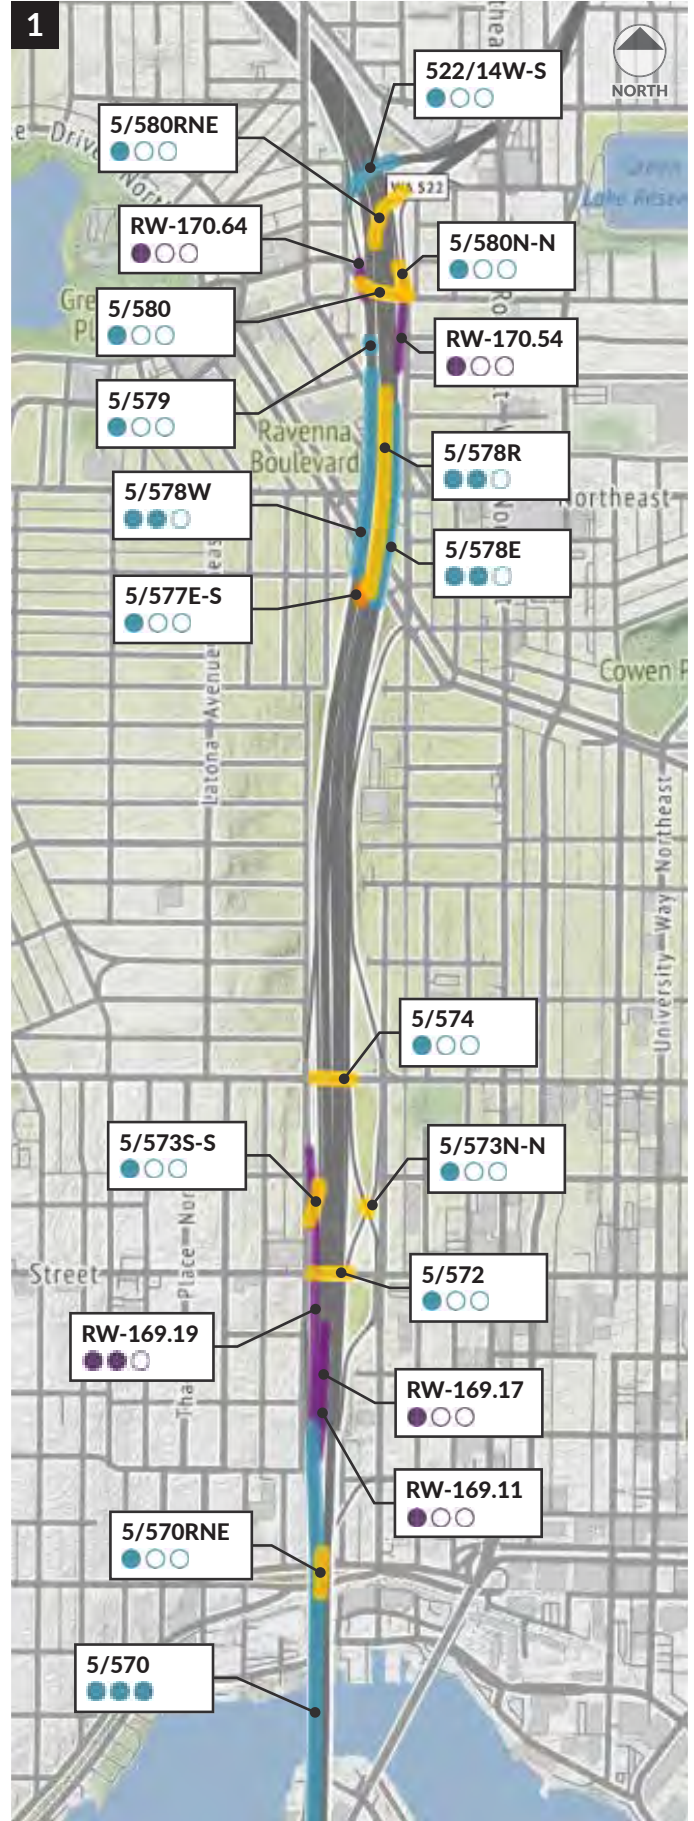 1
NORTH
522/14W-S
5/580RNE
WA 522
RW-170.64
5/580N-N
5/580
RW-170.54
5/579
Ravenna
Boulevard
5/578R
5/578W
Northeast
5/578E
5/577E-S
Cowen P
Latona Avenue
University Way Northeast
5/574
5/573S-S
5/573N-N
Street
5/572
RW-169.19
Place Nor
RW-169.17
RW-169.11
5/570RNE
5/570